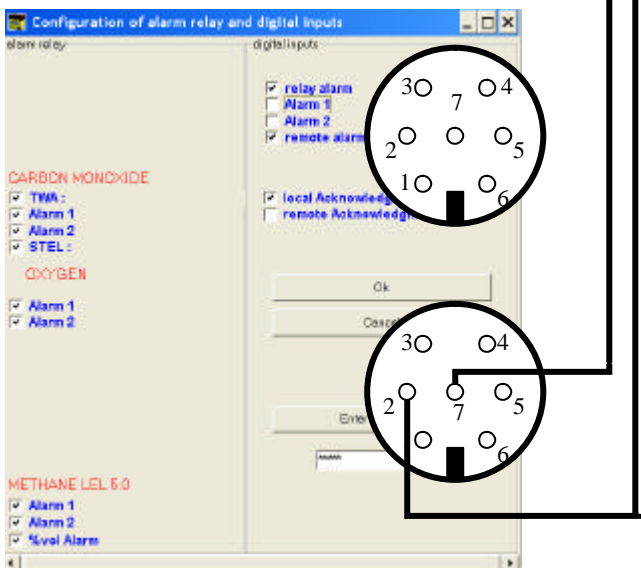 Configuration of alarm relay and digital inputs
alarm relay
digital inputs
relay alarm
Alarm 1
Alarm 2
remote alarm
CARBON MONOXIDE
TWA :
Alarm 1
Alarm 2
STEL :
local Acknowledg
remote Acknowledg
OXYGEN
Alarm 1
Alarm 2
Ok
Cancel
Enter
*****
METHANE LEL 5.0
Alarm 1
Alarm 2
%vol Alarm
3 7 4
2 5
1 6
3 4
2 7 5
6